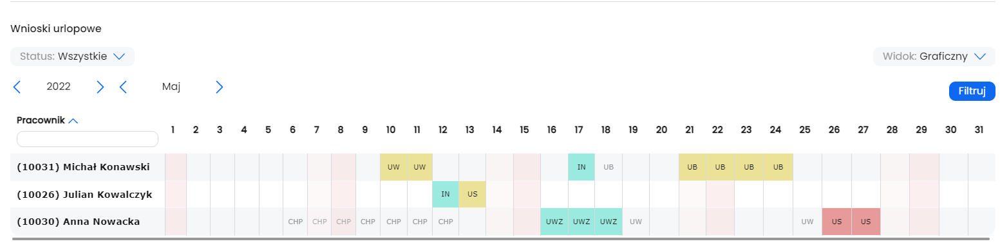 Wnioski urlopowe
Status: Wszystkie
Widok: Graficzny
2022 Maj
Filtruj
Pracownik
1 2 3 4 5 6 7 8 9 10 11 12 13 14 15 16 17 18 19 20 21 22 23 24 25 26 27 28 29 30 31
(10031) Michał Konawski UW UW IN UB UB UB UB UB
(10026) Julian Kowalczyk IN US
(10030) Anna Nowacka CHP CHP CHP CHP CHP CHP CHP UWZ UWZ UWZ UW UW US US